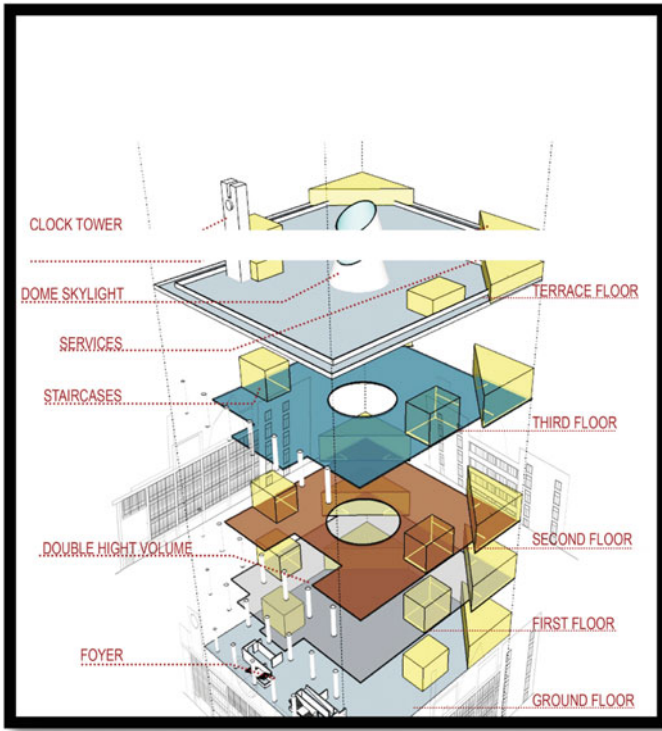 CLOCK TOWER
DOME SKYLIGHT
TERRACE FLOOR
SERVICES
STAIRCASES
THIRD FLOOR
SECOND FLOOR
DOUBLE HIGHT VOLUME
FIRST FLOOR
FOYER
GROUND FLOOR